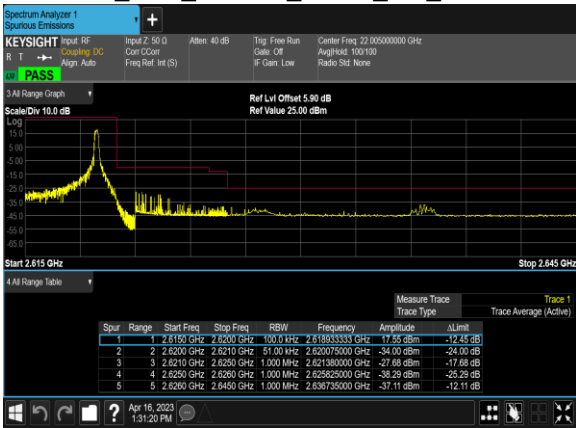 Spectrum Analyzer 1
Spurious Emissions
+
KEYSIGHT Input: RF Input Z: 50 Ω Atten: 40 dB Trig: Free Run Center Freq: 22.005000000 GHz
R T Coupling: DC Corr CCorr Gate: Off Avg|Hold: 100/100
Align: Auto Freq Ref: Int (S) IF Gain: Low Radio Std: None
PASS
3 All Range Graph
Ref Lvl Offset 5.90 dB
Scale/Div 10.0 dB Ref Value 25.00 dBm
Log
15.0
5.00
-5.00
-15.0
-25.0
-35.0
-45.0
-55.0
-65.0
Start 2.615 GHz Stop 2.645 GHz
4 All Range Table
Measure Trace Trace 1
Trace Type Trace Average (Active)
Spur Range Start Freq Stop Freq RBW Frequency Amplitude ΔLimit
1 1 2.6150 GHz 2.6200 GHz 100.0 kHz 2.618933333 GHz 17.55 dBm -12.45 dB
2 2 2.6200 GHz 2.6210 GHz 51.00 kHz 2.620075000 GHz -34.00 dBm -24.00 dB
3 3 2.6210 GHz 2.6250 GHz 1.000 MHz 2.621380000 GHz -27.68 dBm -17.68 dB
4 4 2.6250 GHz 2.6260 GHz 1.000 MHz 2.625825000 GHz -38.29 dBm -25.29 dB
5 5 2.6260 GHz 2.6450 GHz 1.000 MHz 2.636735000 GHz -37.11 dBm -12.11 dB
? Apr 16, 2023
1:31:20 PM